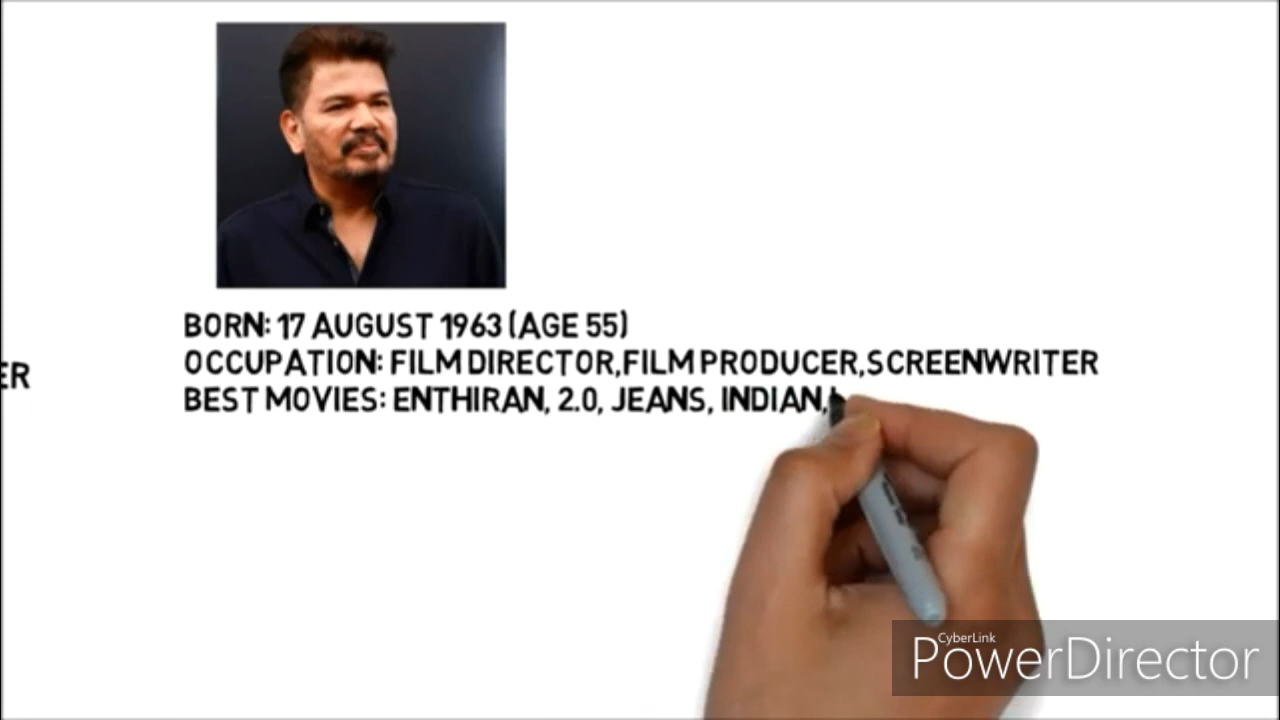 BORN: 17 AUGUST 1963 (AGE 55)
OCCUPATION: FILM DIRECTOR,FILM PRODUCER,SCREENWRITER
ER
BEST MOVIES: ENTHIRAN, 2.0, JEANS, INDIAN,
CyberLink
PowerDirector